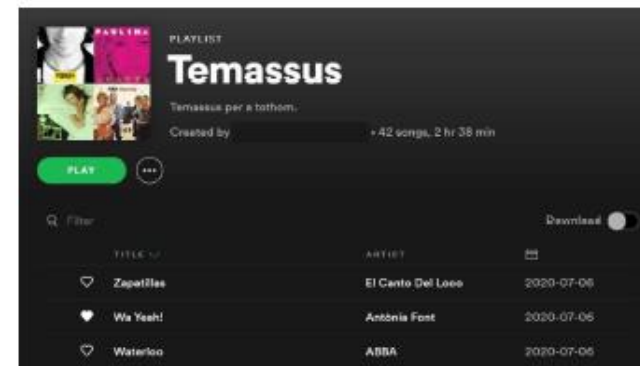 PLAYLIST
Temassus
Temassus per a tothom.
Created by • 42 songs, 2 hr 38 min
PLAY
Filter
Download
TITLE ARTIST
Zapatillas El Canto Del Loco 2020-07-06
Wa Yeah! Antònia Font 2020-07-06
Waterloo ABBA 2020-07-06